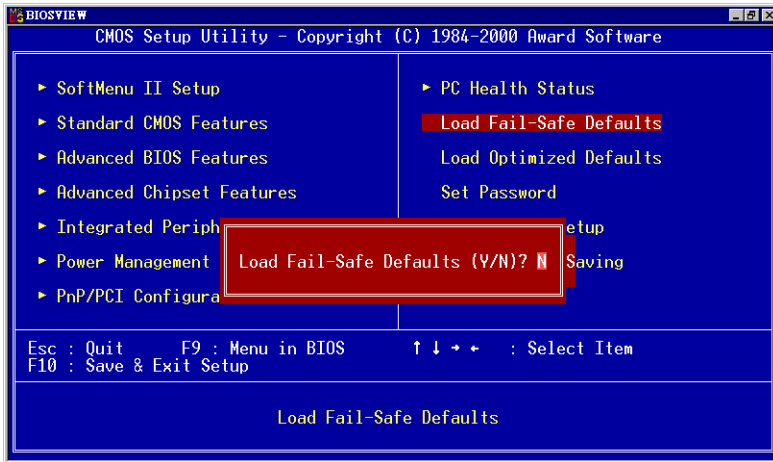 BIOSVIEW
CMOS Setup Utility - Copyright (C) 1984-2000 Award Software
► SoftMenu II Setup
► Standard CMOS Features
► Advanced BIOS Features
► Advanced Chipset Features
► Integrated Periph
► Power Management
► PnP/PCI Configura
► PC Health Status
Load Fail-Safe Defaults
Load Optimized Defaults
Set Password
etup
Saving
Load Fail-Safe Defaults (Y/N)? N
Esc : Quit F9 : Menu in BIOS ↑ ↓ → ← : Select Item
F10 : Save & Exit Setup
Load Fail-Safe Defaults